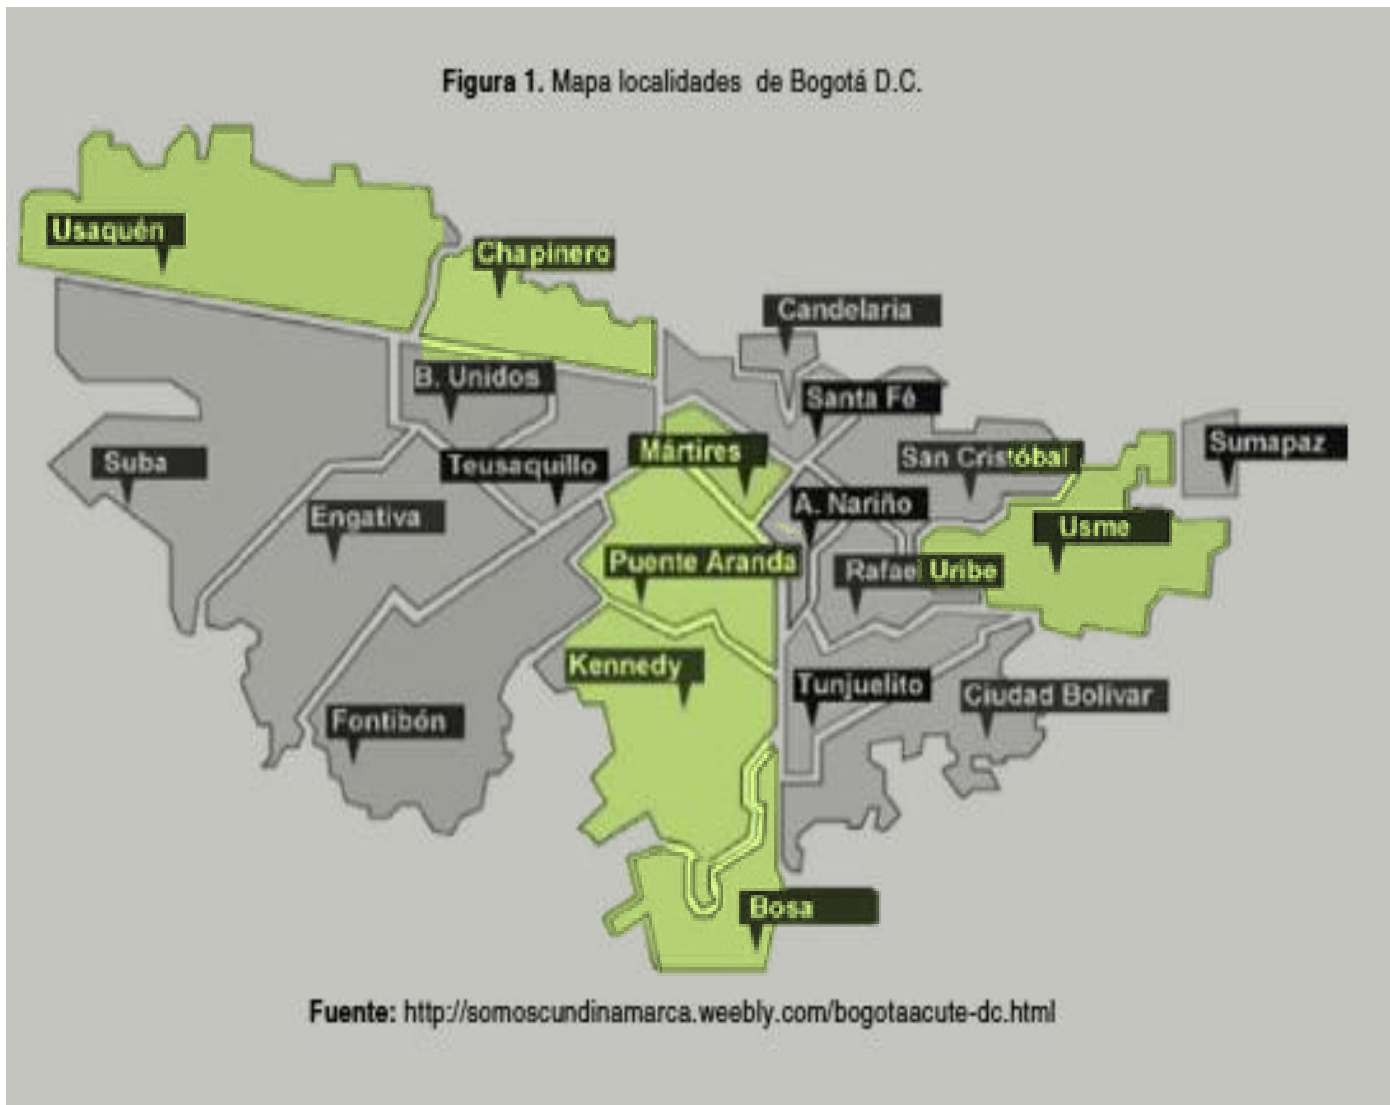 Figura 1. Mapa localidades de Bogotá D.C.
Usaquén
Chapinero
Candelaria
B. Unidos
Santa Fé
Mártires
Sumapaz
Suba
Teusaquillo
San Cristóbal
A. Nariño
Engativa
Usme
Puente Aranda
Rafael Uribe
Kennedy
Tunjuelito
Ciudad Bolívar
Fontibón
Bosa
Fuente: http://somoscundinamarca.weebly.com/bogotaacute-dc.html